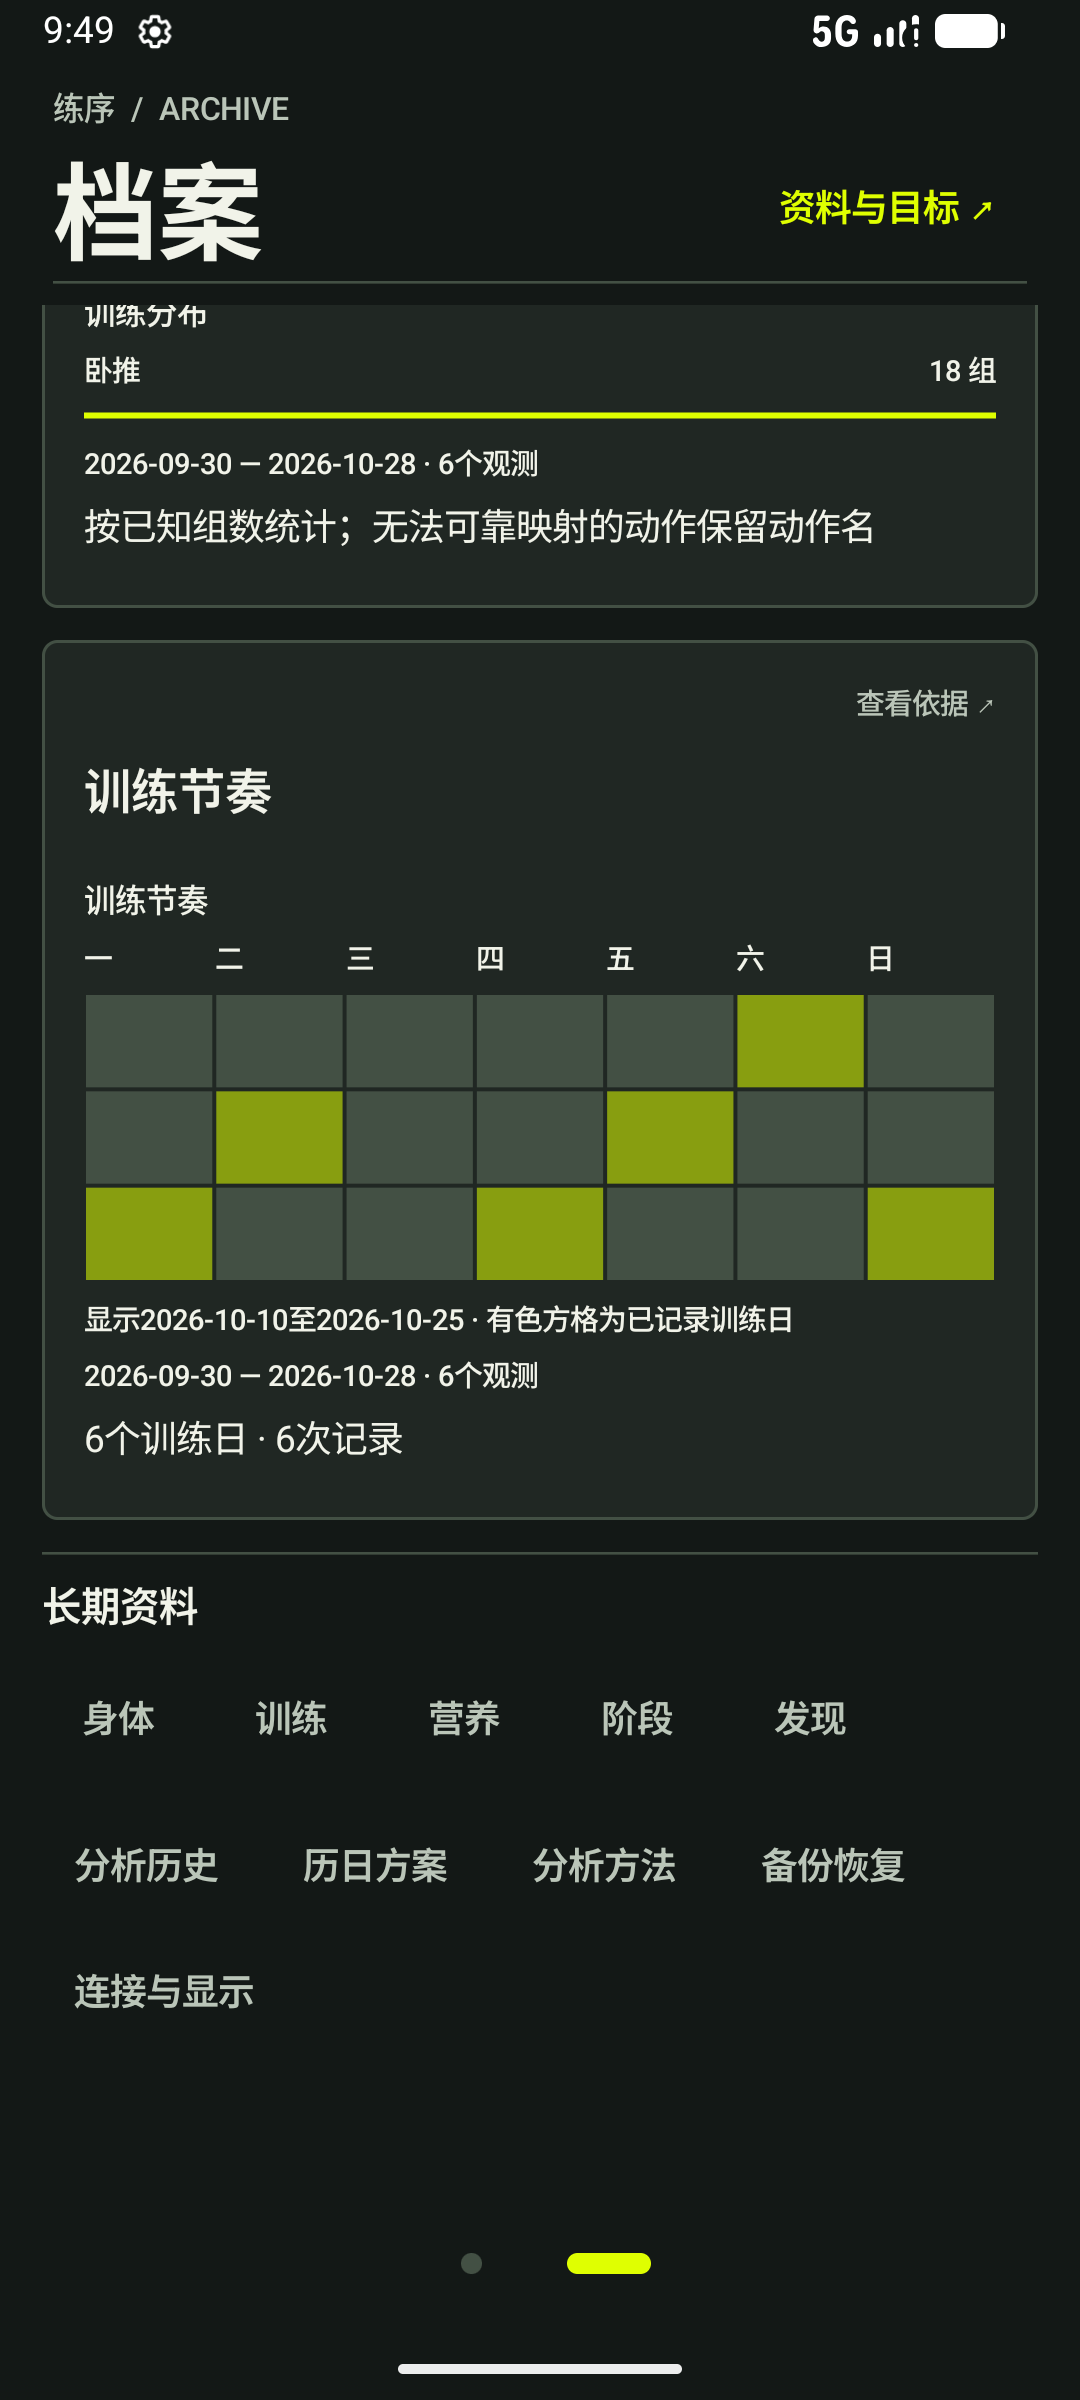 9:49
5G
练序 / ARCHIVE
档案
资料与目标 ↗
训练分布
卧推 18 组
2026-09-30 — 2026-10-28 · 6个观测
按已知组数统计；无法可靠映射的动作保留动作名
查看依据 ↗
训练节奏
训练节奏
一 二 三 四 五 六 日
显示2026-10-10至2026-10-25 · 有色方格为已记录训练日
2026-09-30 — 2026-10-28 · 6个观测
6个训练日 · 6次记录
长期资料
身体 训练 营养 阶段 发现
分析历史 历日方案 分析方法 备份恢复
连接与显示